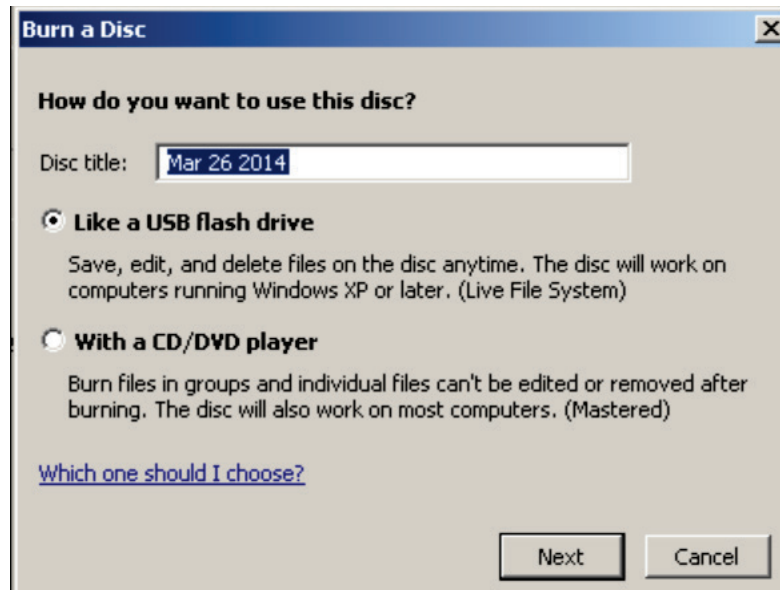 Burn a Disc
How do you want to use this disc?
Disc title: Mar 26 2014
Like a USB flash drive
Save, edit, and delete files on the disc anytime. The disc will work on
computers running Windows XP or later. (Live File System)
With a CD/DVD player
Burn files in groups and individual files can't be edited or removed after
burning. The disc will also work on most computers. (Mastered)
Which one should I choose?
Next Cancel